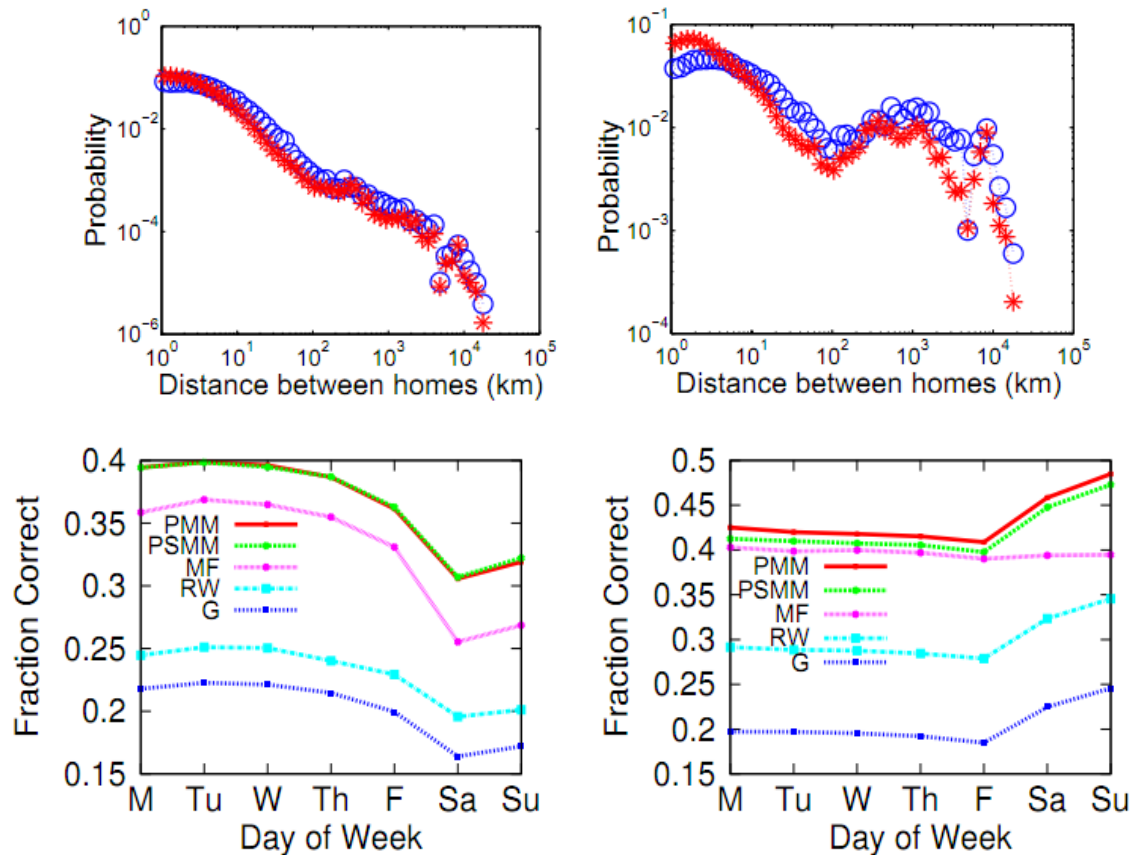 10^0
10^-2
10^-4
10^-6
Probability
10^0 10^1 10^2 10^3 10^4 10^5
Distance between homes (km)
10^-1
10^-2
10^-3
10^-4
Probability
10^0 10^1 10^2 10^3 10^4 10^5
Distance between homes (km)
0.4
0.35
0.3
0.25
0.2
0.15
Fraction Correct
PMM
PSMM
MF
RW
G
M Tu W Th F Sa Su
Day of Week
0.5
0.45
0.4
0.35
0.3
0.25
0.2
0.15
Fraction Correct
PMM
PSMM
MF
RW
G
M Tu W Th F Sa Su
Day of Week